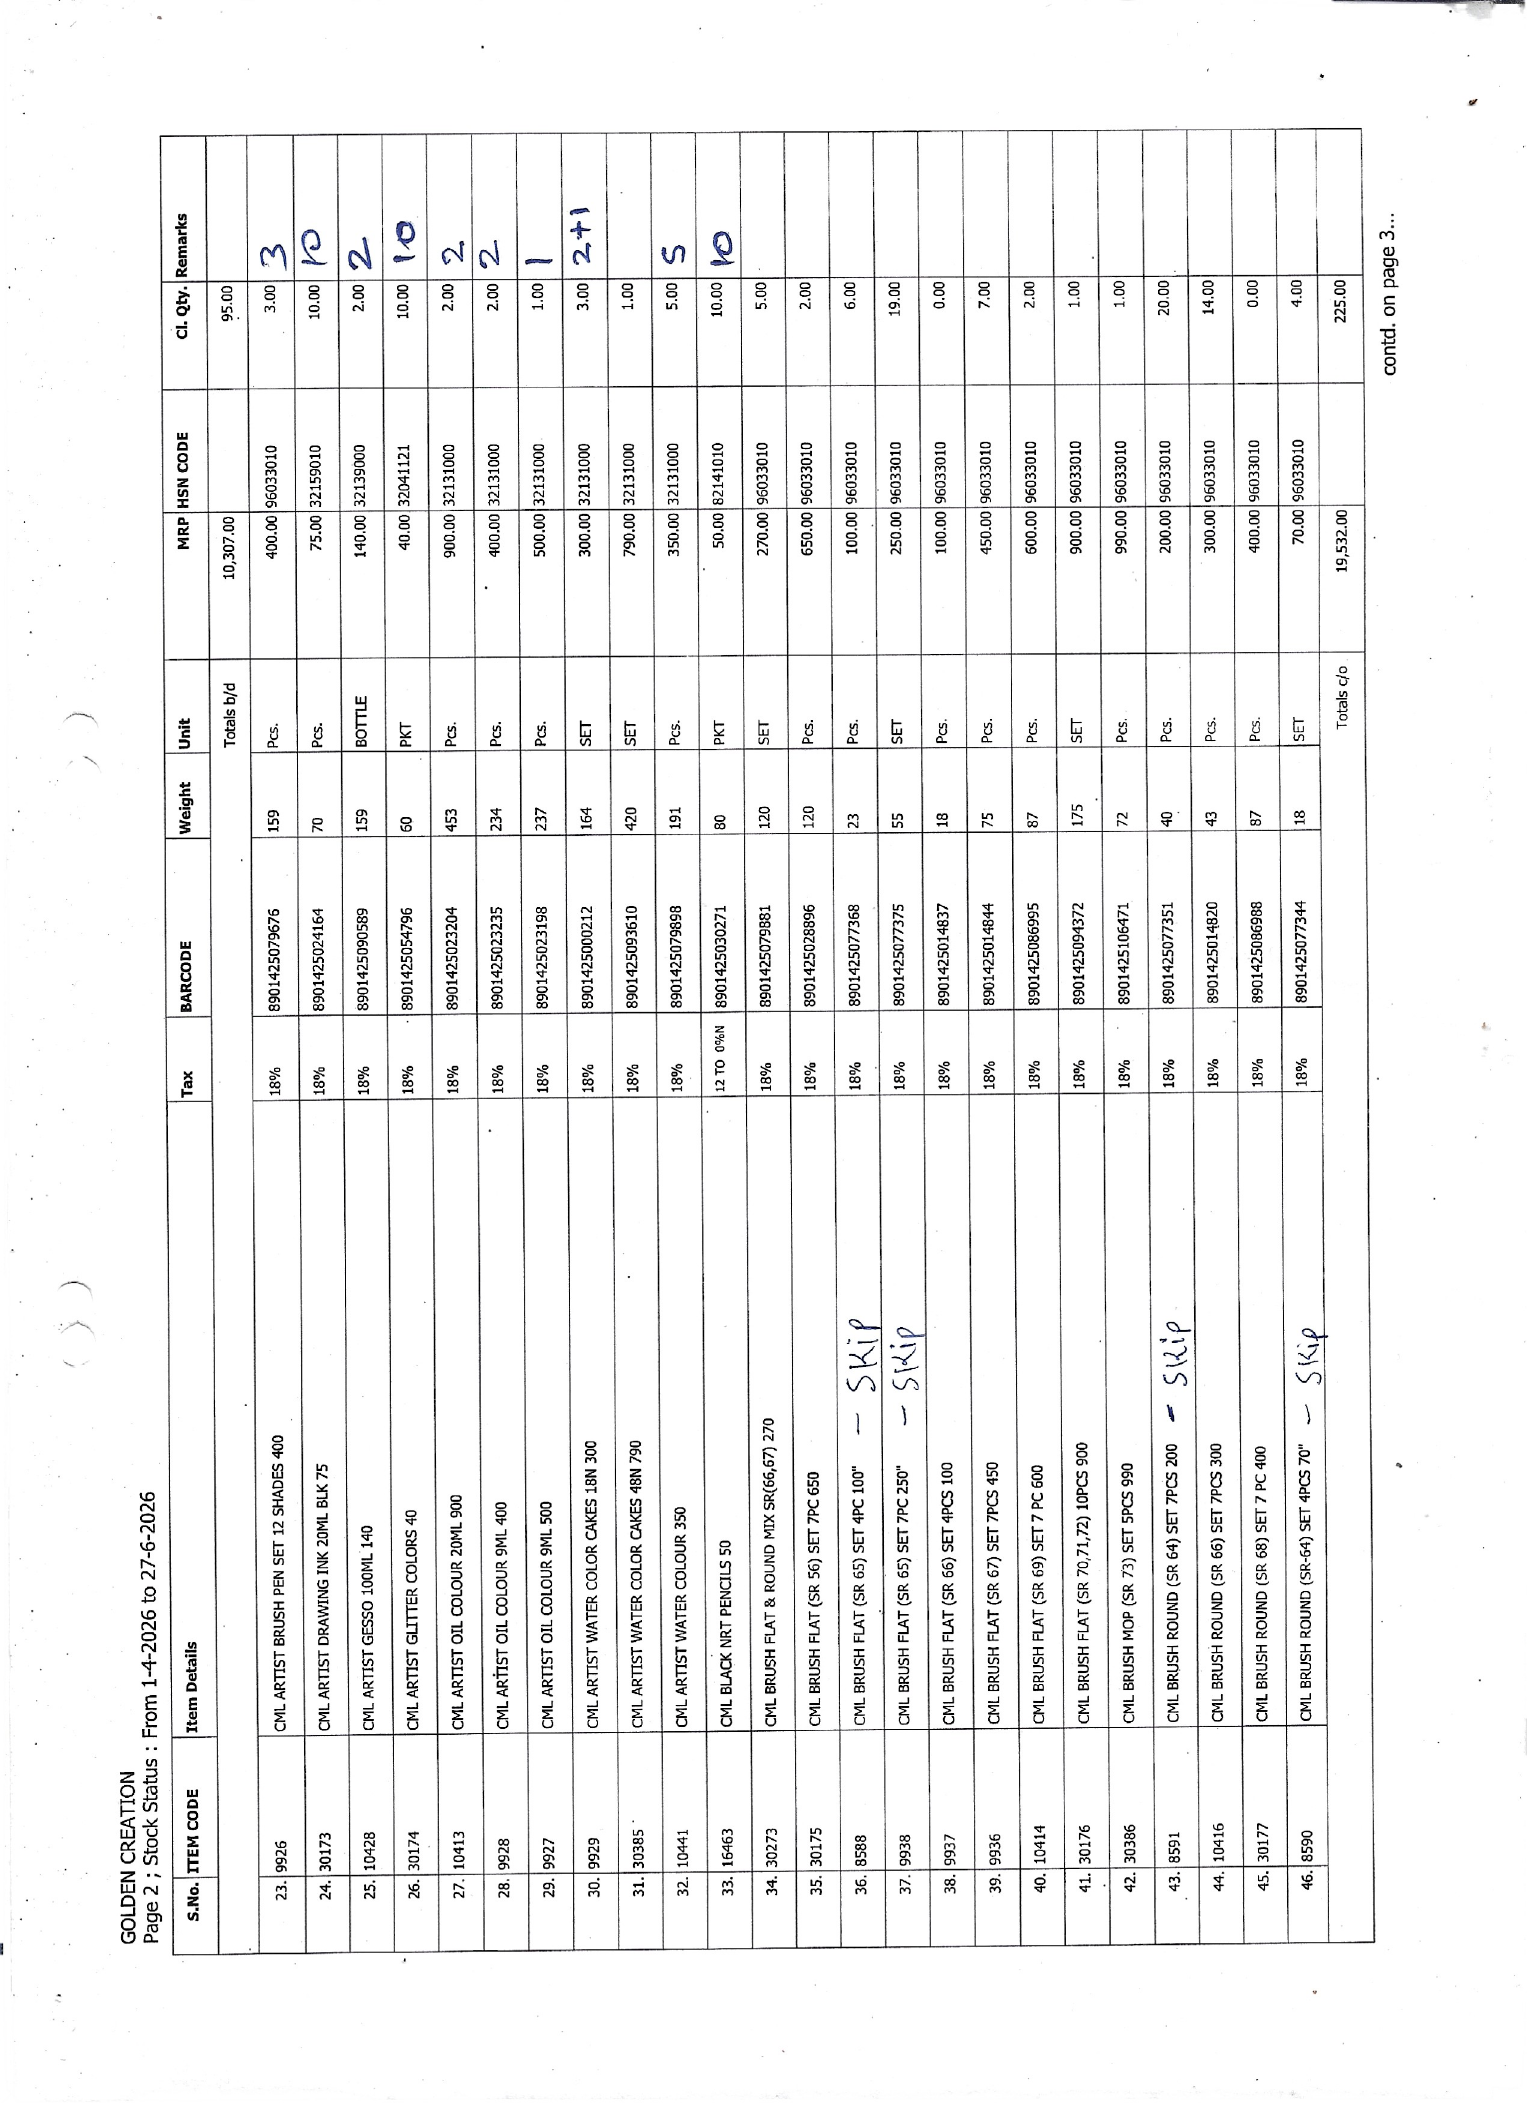 GOLDEN CREATION
Page 2 ; Stock Status : From 1-4-2026 to 27-6-2026
S.No. ITEM CODE Item Details Tax BARCODE Weight Unit MRP HSN CODE Cl. Qty. Remarks
Totals b/d 10,307.00 95.00
23. 9926 CML ARTIST BRUSH PEN SET 12 SHADES 400 18% 8901425079676 159 Pcs. 400.00 96033010 3.00 3
24. 30173 CML ARTIST DRAWING INK 20ML BLK 75 18% 8901425024164 70 Pcs. 75.00 32159010 10.00 10
25. 10428 CML ARTIST GESSO 100ML 140 18% 8901425090589 159 BOTTLE 140.00 32139000 2.00 2
26. 30174 CML ARTIST GLITTER COLORS 40 18% 8901425054796 60 PKT 40.00 32041121 10.00 10
27. 10413 CML ARTIST OIL COLOUR 20ML 900 18% 8901425023204 453 Pcs. 900.00 32131000 2.00 2
28. 9928 CML ARTIST OIL COLOUR 9ML 400 18% 8901425023235 234 Pcs. 400.00 32131000 2.00 2
29. 9927 CML ARTIST OIL COLOUR 9ML 500 18% 8901425023198 237 Pcs. 500.00 32131000 1.00 1
30. 9929 CML ARTIST WATER COLOR CAKES 18N 300 18% 8901425000212 164 SET 300.00 32131000 3.00 2+1
31. 30385 CML ARTIST WATER COLOR CAKES 48N 790 18% 8901425093610 420 SET 790.00 32131000 1.00
32. 10441 CML ARTIST WATER COLOUR 350 18% 8901425079898 191 Pcs. 350.00 32131000 5.00 5
33. 16463 CML BLACK NRT PENCILS 50 12 TO 0%N 8901425030271 80 PKT 50.00 82141010 10.00 10
34. 30273 CML BRUSH FLAT & ROUND MIX SR(66,67) 270 18% 8901425079881 120 SET 270.00 96033010 5.00
35. 30175 CML BRUSH FLAT (SR 56) SET 7PC 650 18% 8901425028896 120 Pcs. 650.00 96033010 2.00
36. 8588 CML BRUSH FLAT (SR 65) SET 4PC 100" — Skip 18% 8901425077368 23 Pcs. 100.00 96033010 6.00
37. 9938 CML BRUSH FLAT (SR 65) SET 7PC 250" — Skip 18% 8901425077375 55 SET 250.00 96033010 19.00
38. 9937 CML BRUSH FLAT (SR 66) SET 4PCS 100 18% 8901425014837 18 Pcs. 100.00 96033010 0.00
39. 9936 CML BRUSH FLAT (SR 67) SET 7PCS 450 18% 8901425014844 75 Pcs. 450.00 96033010 7.00
40. 10414 CML BRUSH FLAT (SR 69) SET 7 PC 600 18% 8901425086995 87 Pcs. 600.00 96033010 2.00
41. 30176 CML BRUSH FLAT (SR 70,71,72) 10PCS 900 18% 8901425094372 175 SET 900.00 96033010 1.00
42. 30386 CML BRUSH MOP (SR 73) SET 5PCS 990 18% 8901425106471 72 Pcs. 990.00 96033010 1.00
43. 8591 CML BRUSH ROUND (SR 64) SET 7PCS 200 - Skip 18% 8901425077351 40 Pcs. 200.00 96033010 20.00
44. 10416 CML BRUSH ROUND (SR 66) SET 7PCS 300 18% 8901425014820 43 Pcs. 300.00 96033010 14.00
45. 30177 CML BRUSH ROUND (SR 68) SET 7 PC 400 18% 8901425086988 87 Pcs. 400.00 96033010 0.00
46. 8590 CML BRUSH ROUND (SR-64) SET 4PCS 70" — Skip 18% 8901425077344 18 SET 70.00 96033010 4.00
Totals c/o 19,532.00 225.00
contd. on page 3...